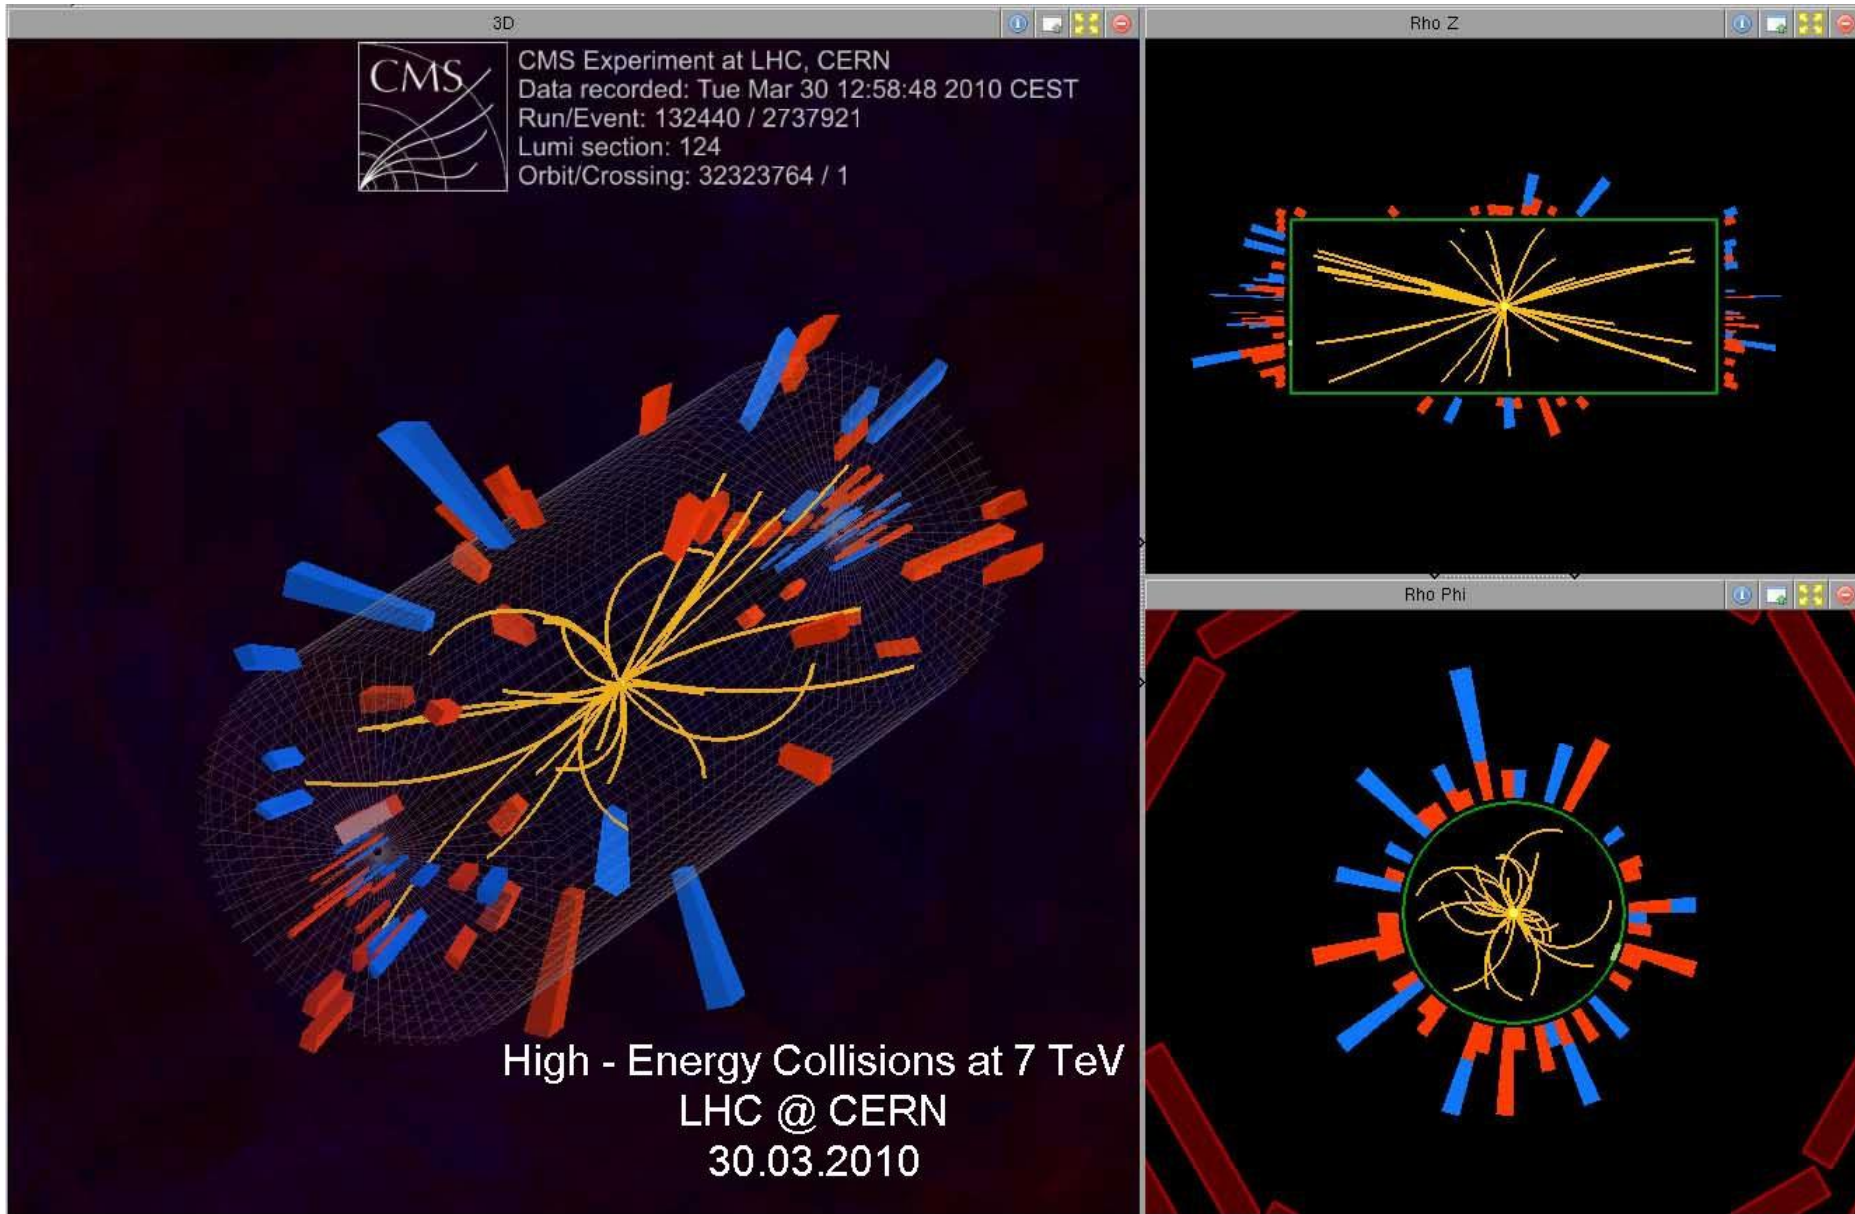 3D
CMS
CMS Experiment at LHC, CERN
Data recorded: Tue Mar 30 12:58:48 2010 CEST
Run/Event: 132440 / 2737921
Lumi section: 124
Orbit/Crossing: 32323764 / 1
High - Energy Collisions at 7 TeV
LHC @ CERN
30.03.2010
Rho Z
Rho Phi